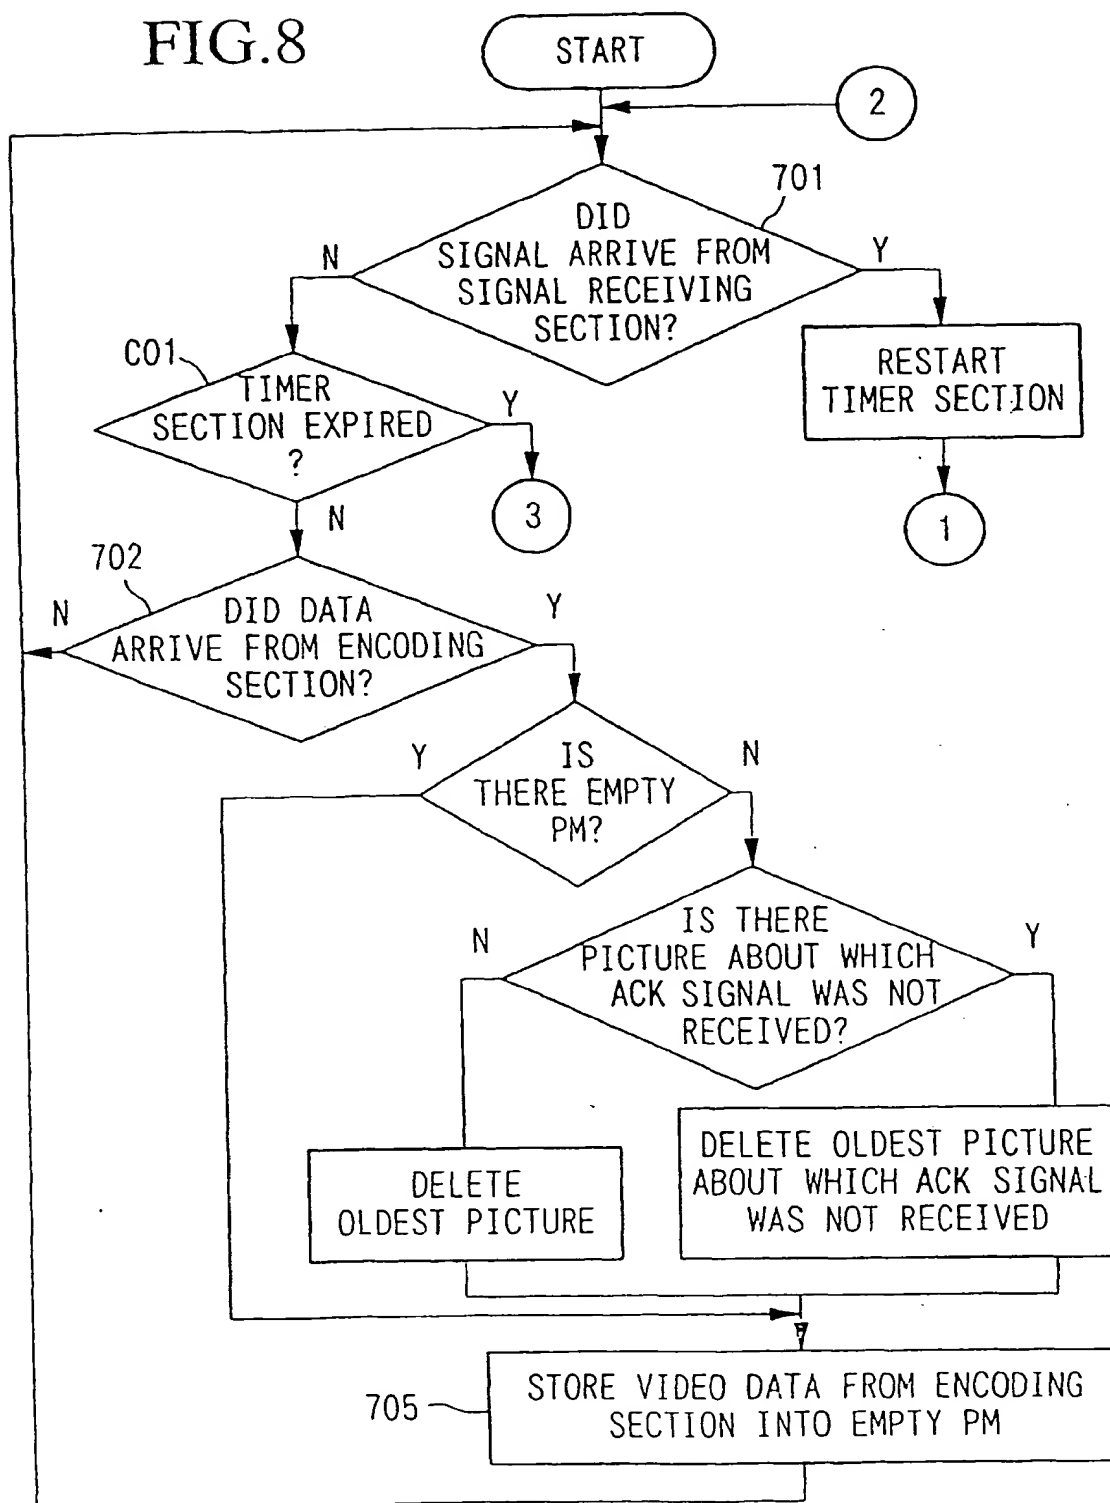 FIG.8
START
2
701
DID
SIGNAL ARRIVE FROM
SIGNAL RECEIVING
SECTION?
N
Y
RESTART
TIMER SECTION
C01
TIMER
SECTION EXPIRED
?
Y
3
1
N
702
DID DATA
ARRIVE FROM ENCODING
SECTION?
N
Y
IS
THERE EMPTY
PM?
Y
N
IS THERE
PICTURE ABOUT WHICH
ACK SIGNAL WAS NOT
RECEIVED?
N
Y
DELETE
OLDEST PICTURE
DELETE OLDEST PICTURE
ABOUT WHICH ACK SIGNAL
WAS NOT RECEIVED
705
STORE VIDEO DATA FROM ENCODING
SECTION INTO EMPTY PM